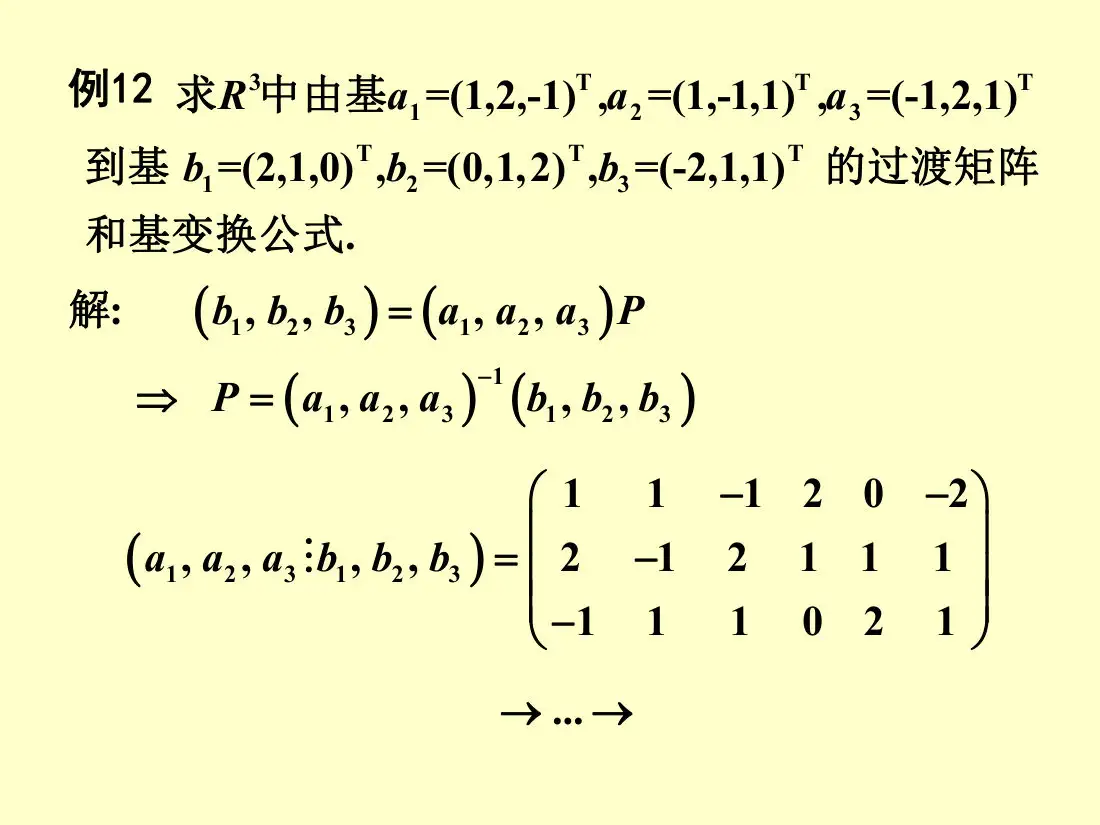 例12 求R³中由基a₁=(1,2,-1)ᵀ,a₂=(1,-1,1)ᵀ,a₃=(-1,2,1)ᵀ
到基 b₁=(2,1,0)ᵀ,b₂=(0,1,2)ᵀ,b₃=(-2,1,1)ᵀ 的过渡矩阵
和基变换公式.
解: (b₁, b₂, b₃)=(a₁, a₂, a₃)P
⇒ P=(a₁, a₂, a₃)⁻¹(b₁, b₂, b₃)
1 1 −1 2 0 −2
(a₁, a₂, a₃⋮b₁, b₂, b₃)= 2 −1 2 1 1 1
−1 1 1 0 2 1
→...→